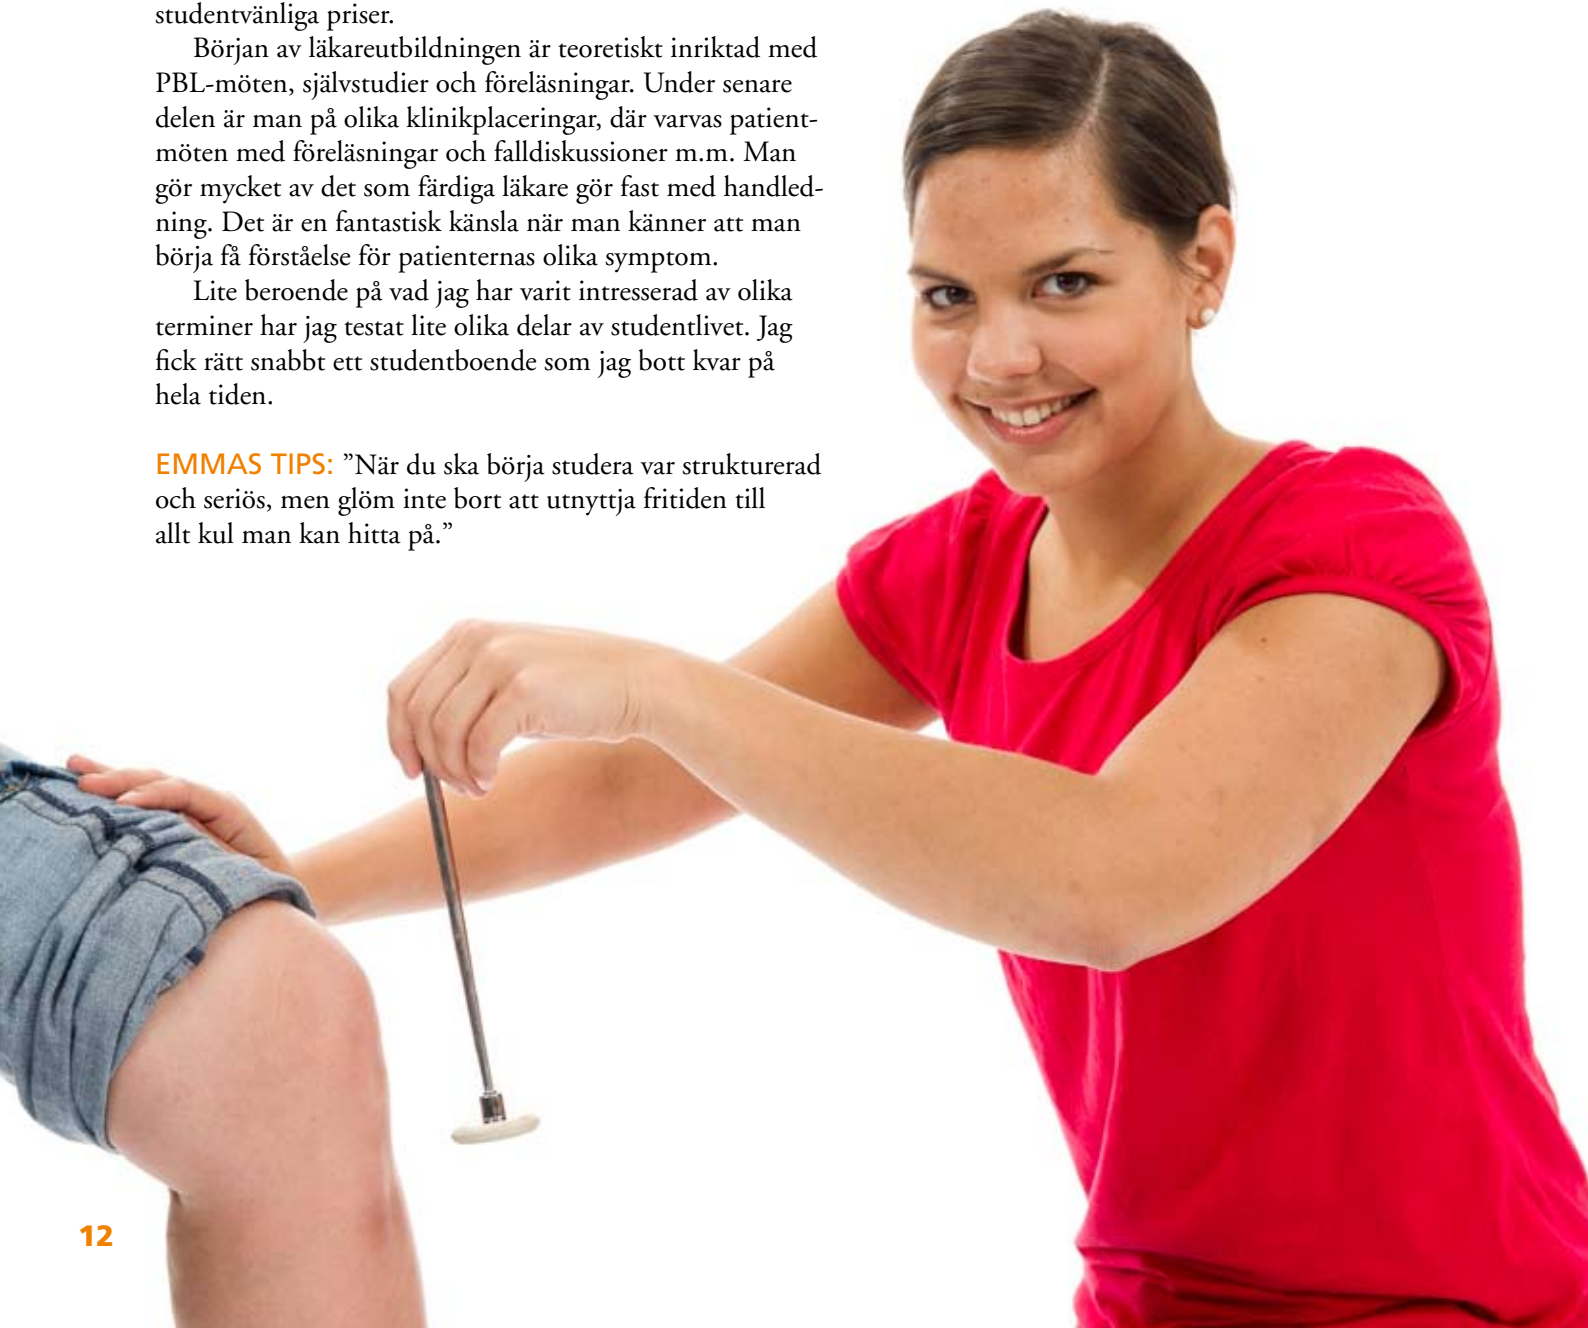 studentvänliga priser.
Början av läkareutbildningen är teoretiskt inriktad med
PBL-möten, självstudier och föreläsningar. Under senare
delen är man på olika klinikplaceringar, där varvas patient-
möten med föreläsningar och falldiskussioner m.m. Man
gör mycket av det som färdiga läkare gör fast med handled-
ning. Det är en fantastisk känsla när man känner att man
börja få förståelse för patienternas olika symptom.
Lite beroende på vad jag har varit intresserad av olika
terminer har jag testat lite olika delar av studentlivet. Jag
fick rätt snabbt ett studentboende som jag bott kvar på
hela tiden.
EMMAS TIPS: ”När du ska börja studera var strukturerad
och seriös, men glöm inte bort att utnyttja fritiden till
allt kul man kan hitta på.”
12